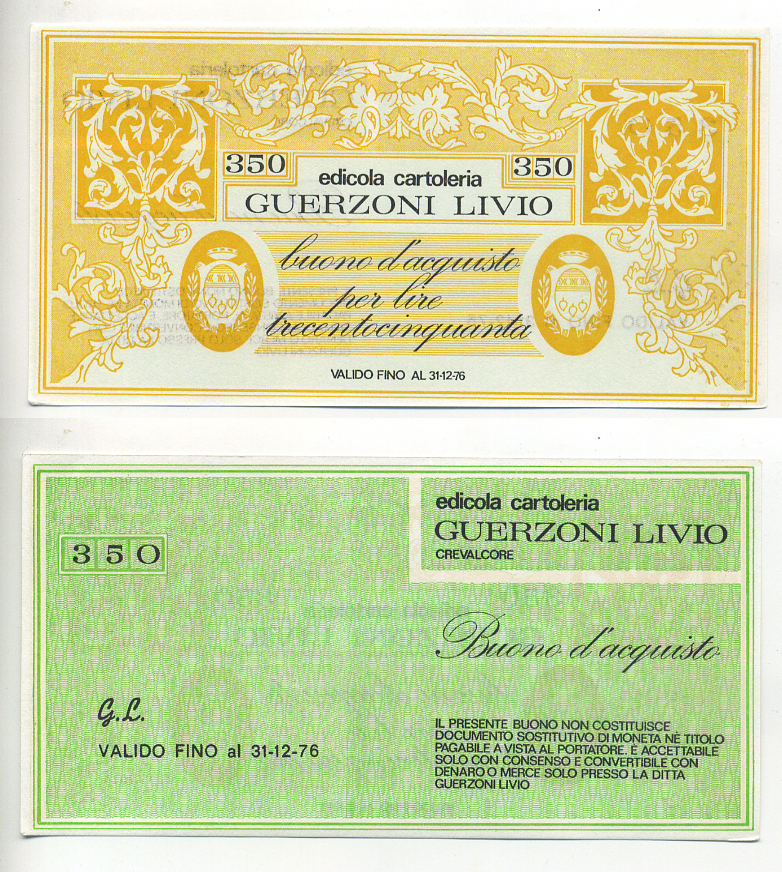 350
350
edicola cartoleria
GUERZONI LIVIO
buono d'acquisto
per lire
trecentocinquanta
VALIDO FINO AL 31-12-76
edicola cartoleria
GUERZONI LIVIO
CREVALCORE
350
Buono d'acquisto
G.L.
VALIDO FINO al 31-12-76
IL PRESENTE BUONO NON COSTITUISCE
DOCUMENTO SOSTITUTIVO DI MONETA NÈ TITOLO
PAGABILE A VISTA AL PORTATORE. È ACCETTABILE
SOLO CON CONSENSO E CONVERTIBILE CON
DENARO O MERCE SOLO PRESSO LA DITTA
GUERZONI LIVIO